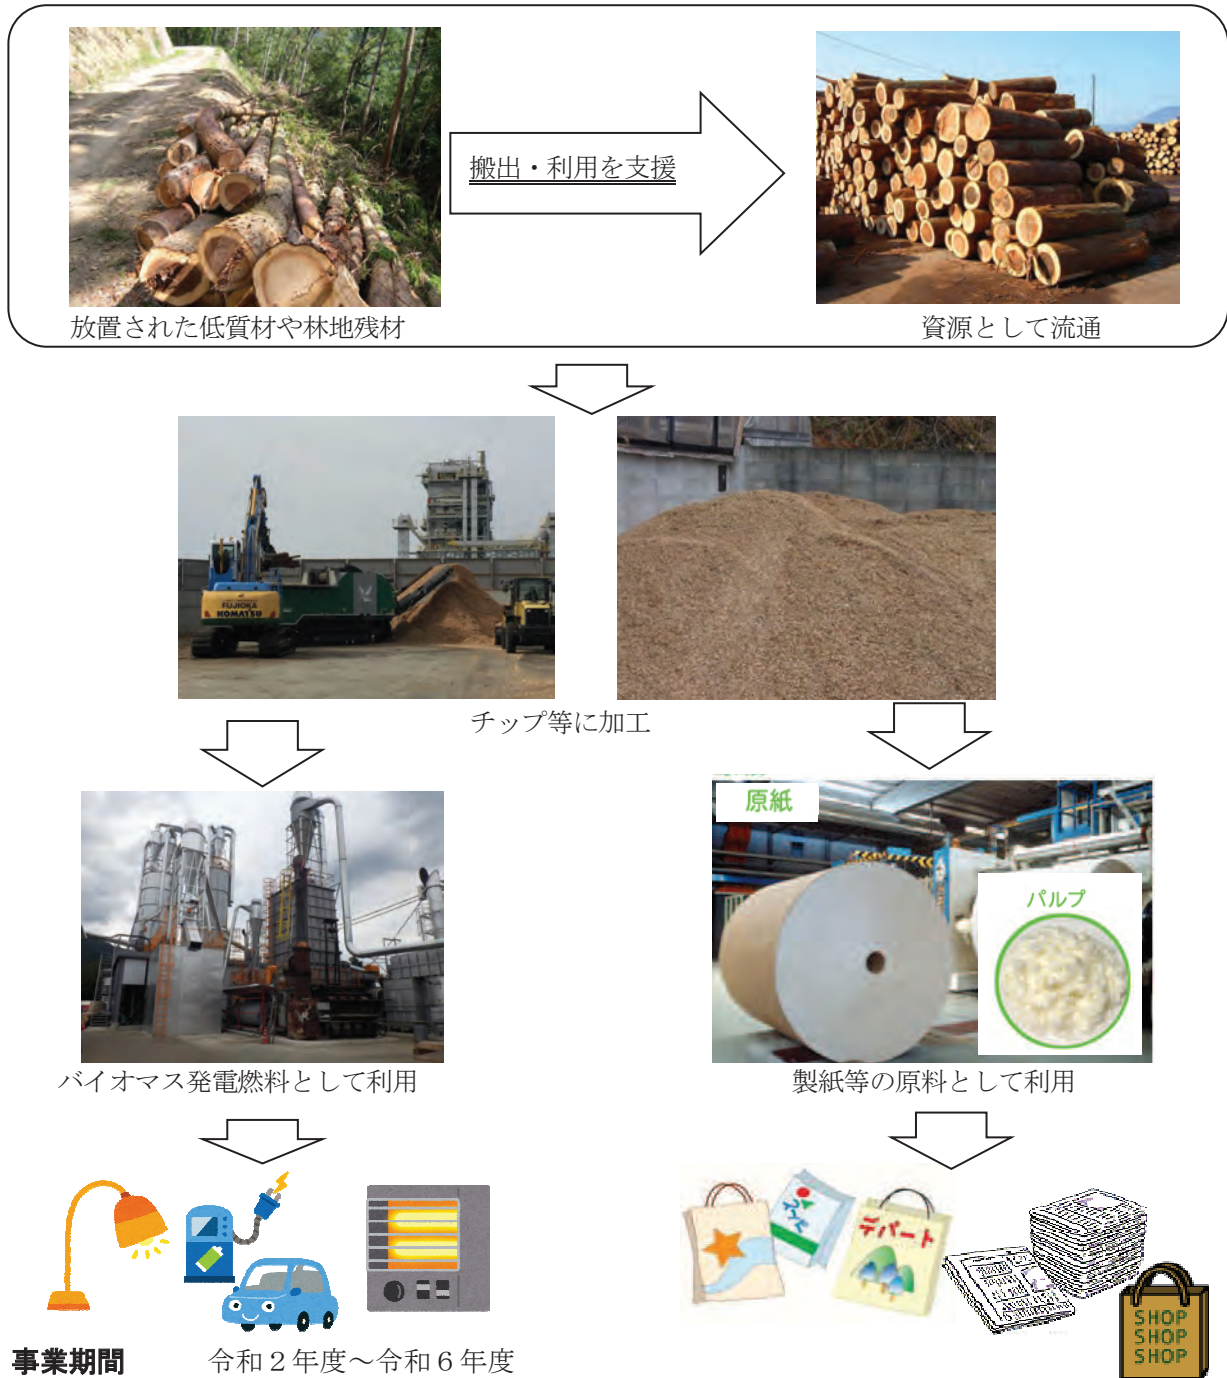 搬出・利用を支援
放置された低質材や林地残材
資源として流通
FUJIOKA
KOMATSU
チップ等に加工
原紙
パルプ
バイオマス発電燃料として利用
製紙等の原料として利用
デパート
SHOP
SHOP
SHOP
事業期間 令和２年度～令和６年度